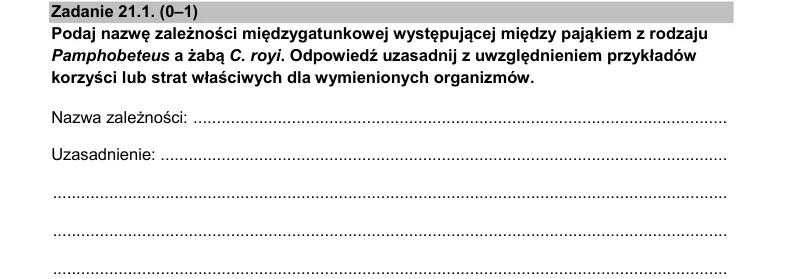 Zadanie 21.1. (0–1)
Podaj nazwę zależności międzygatunkowej występującej między pająkiem z rodzaju
Pamphobeteus a żabą C. royi. Odpowiedź uzasadnij z uwzględnieniem przykładów
korzyści lub strat właściwych dla wymienionych organizmów.
Nazwa zależności: ....................................................................................................................
Uzasadnienie: ..........................................................................................................................
................................................................................................................................................
................................................................................................................................................
................................................................................................................................................